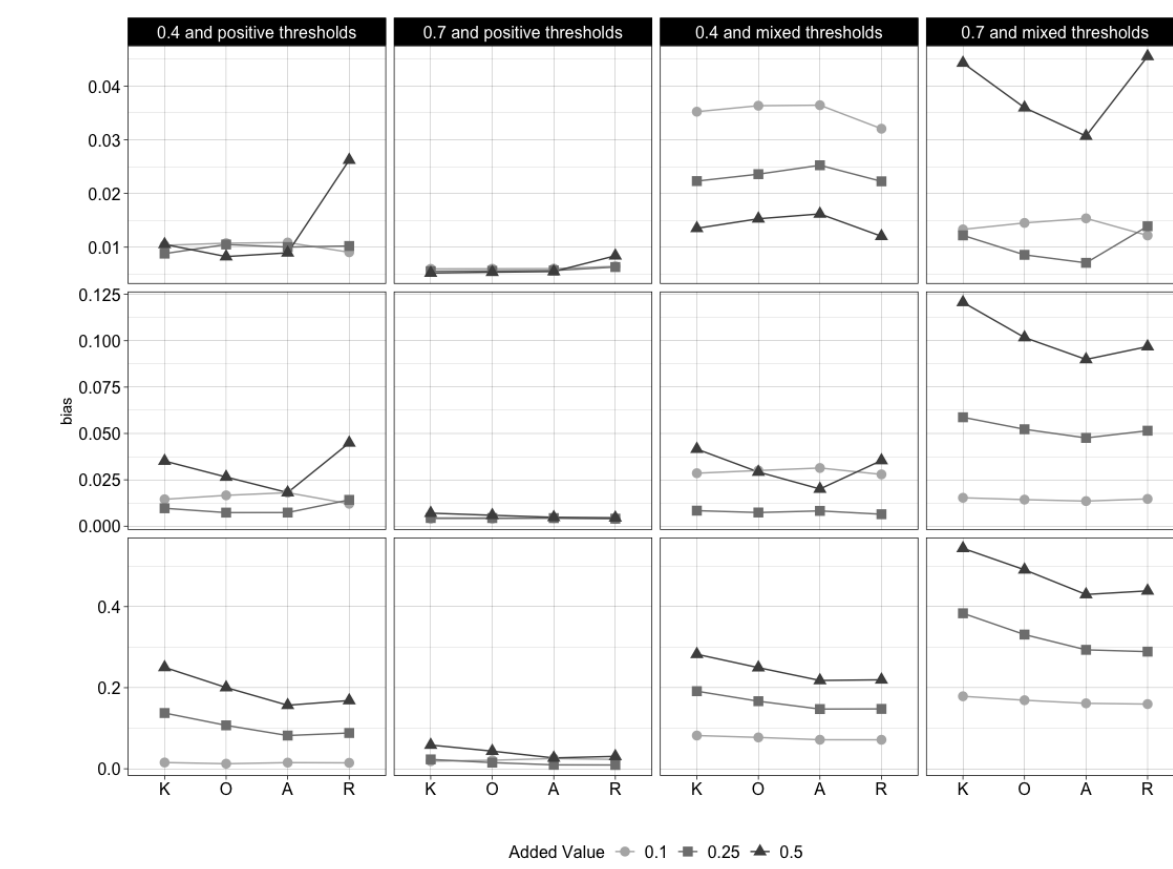 0.4 and positive thresholds
0.7 and positive thresholds
0.4 and mixed thresholds
0.7 and mixed thresholds
0.04
0.03
0.02
0.01
0.125
0.100
0.075
0.050
0.025
0.000
bias
0.4
0.2
0.0
K O A R
K O A R
K O A R
K O A R
Added Value 0.1 0.25 0.5